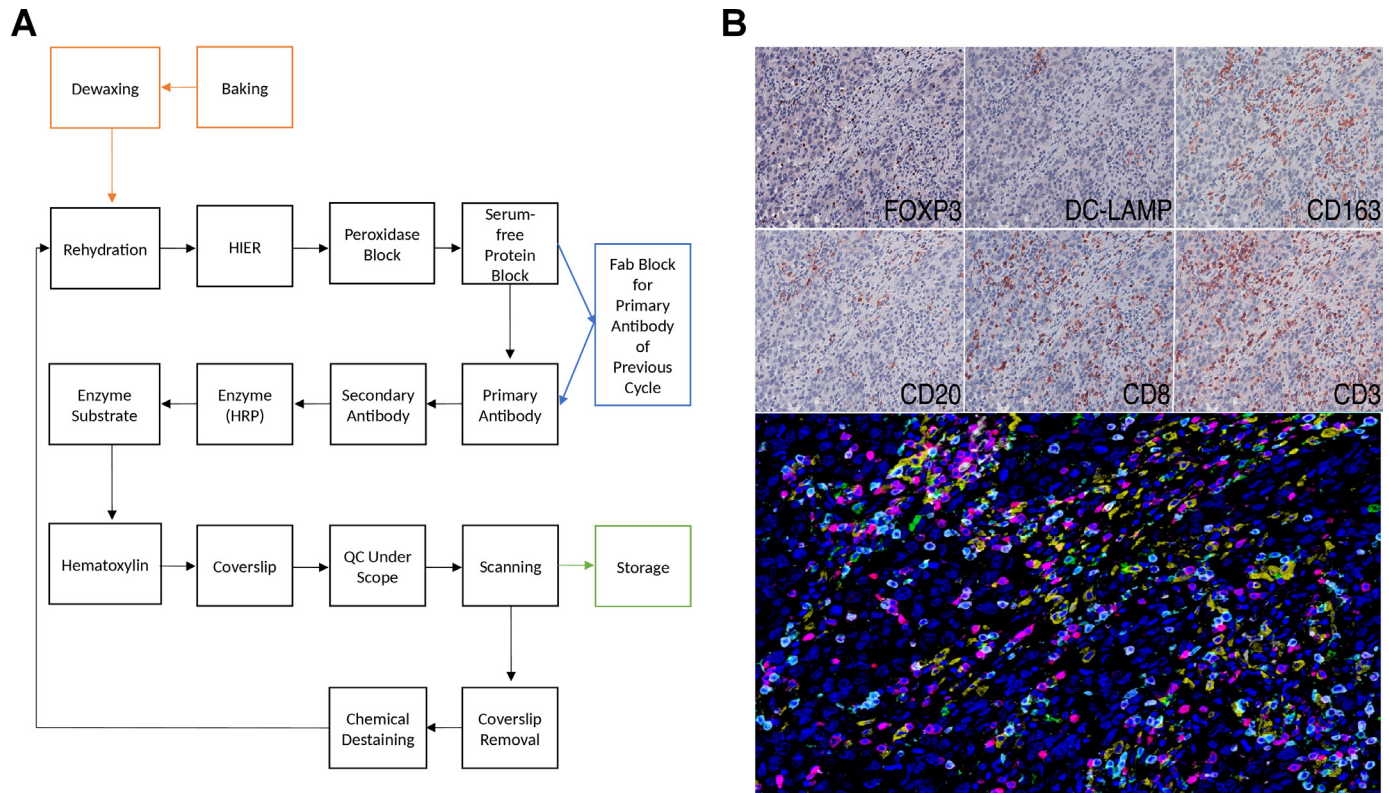 A
B
Dewaxing
Baking
Rehydration
HIER
Peroxidase
Block
Serum-
free
Protein
Block
Fab Block
for
Primary
Antibody
of
Previous
Cycle
Enzyme
Substrate
Enzyme
(HRP)
Secondary
Antibody
Primary
Antibody
Hematoxylin
Coverslip
QC Under
Scope
Scanning
Storage
Chemical
Destaining
Coverslip
Removal
FOXP3
DC-LAMP
CD163
CD20
CD8
CD3